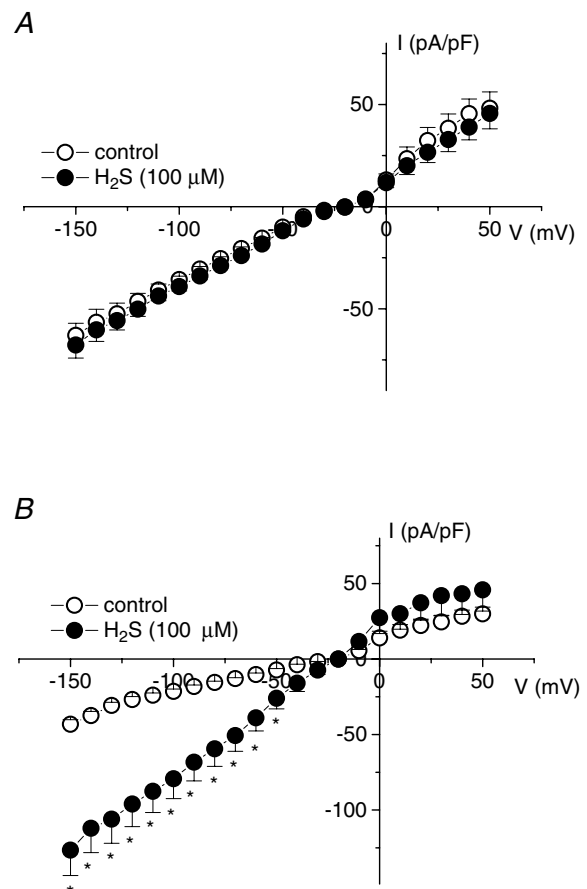 A
I (pA/pF)
control
H₂S (100 μM)
50
-150 -100 -50 0 50
V (mV)
-50
B
I (pA/pF)
control
H₂S (100 μM)
50
-150 -100 -50 0 50
V (mV)
-50
-100
* * * * * * * * * * *